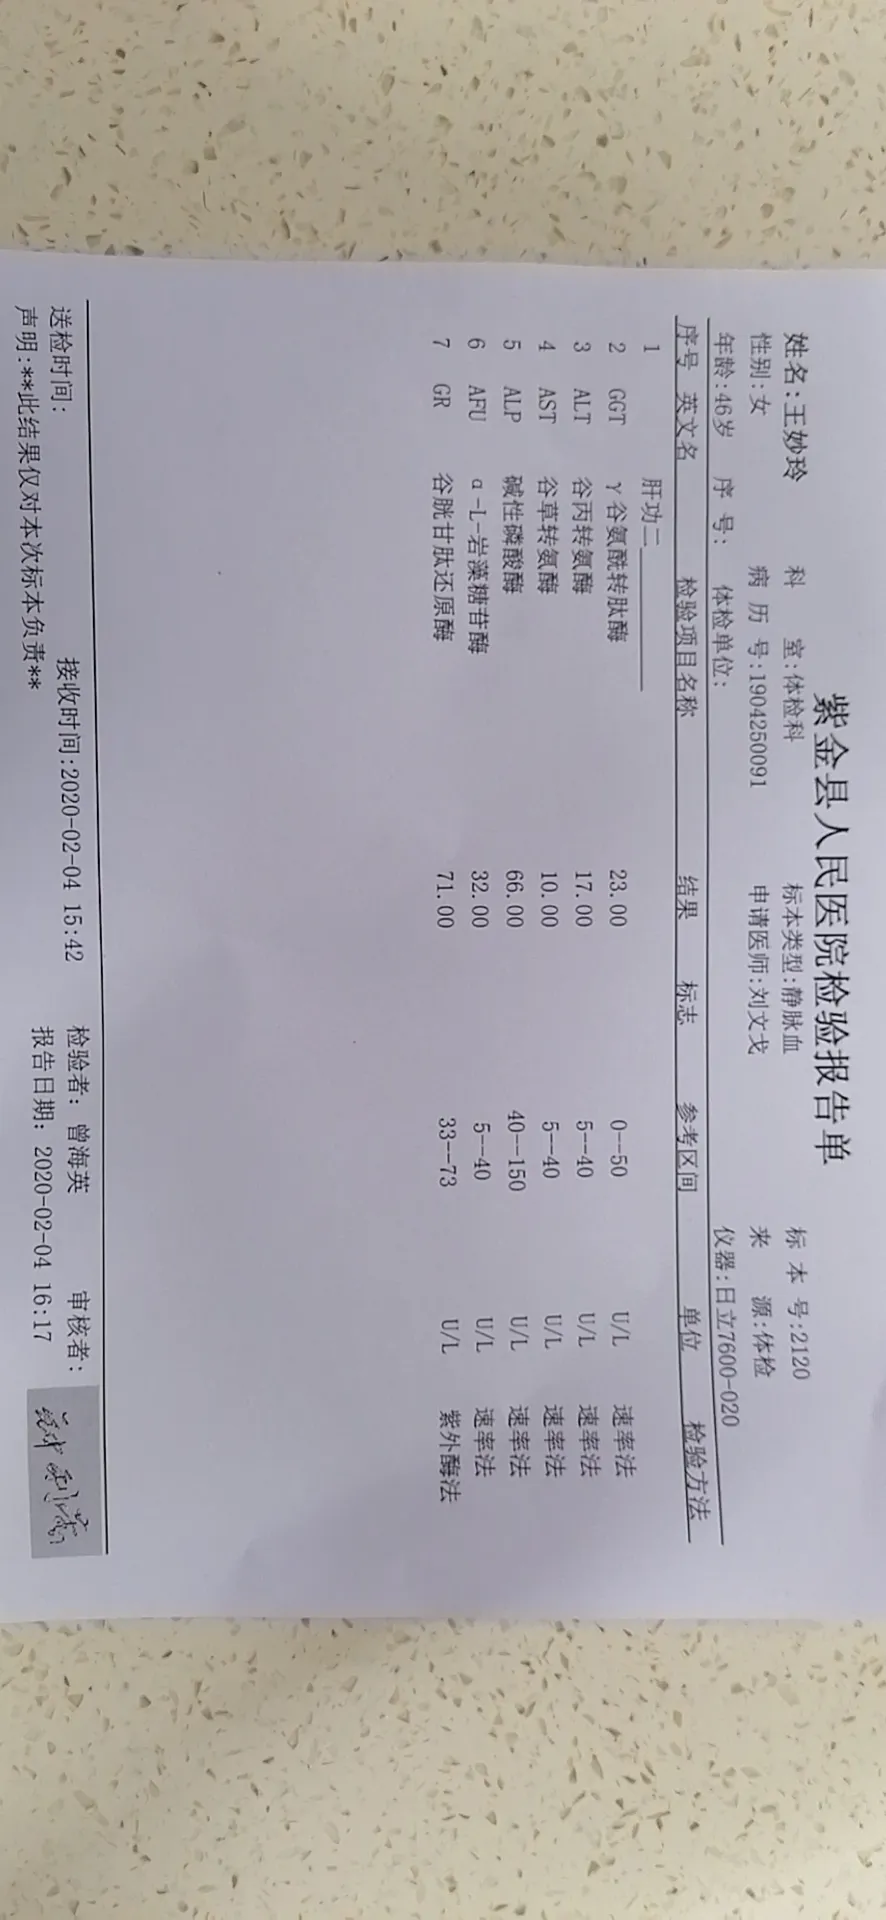 紫金县人民医院检验报告单
姓名:王妙玲 科 室:体检科 标本类型:静脉血 标 本 号:2120
性别:女 病 历 号:1904250091 申请医师:刘文戈 来 源:体检
年龄:46岁 序 号: 体检单位: 仪器:日立7600-020
序号 英文名 检验项目名称 结果 标志 参考区间 单位 检验方法
1 肝功二
2 GGT γ谷氨酰转肽酶 23.00 0--50 U/L 速率法
3 ALT 谷丙转氨酶 17.00 5--40 U/L 速率法
4 AST 谷草转氨酶 10.00 5--40 U/L 速率法
5 ALP 碱性磷酸酶 66.00 40--150 U/L 速率法
6 AFU α-L-岩藻糖苷酶 32.00 5--40 U/L 速率法
7 GR 谷胱甘肽还原酶 71.00 33--73 U/L 紫外酶法
送检时间: 接收时间:2020-02-04 15:42 检验者: 曾海英 审核者:
声明:**此结果仅对本次标本负责** 报告日期: 2020-02-04 16:17